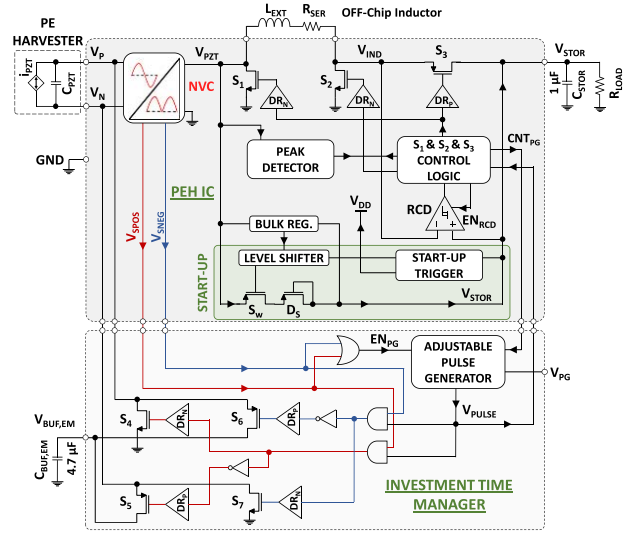 L_EXT R_SER OFF-Chip Inductor
PE
HARVESTER
V_P V_PZT V_IND S_3 V_STOR
i_PZT C_PZT NVC S_1 S_2
DR_N DR_N DR_P
1 µF C_STOR R_LOAD
V_N
GND
PEAK
DETECTOR
S_1 & S_2 & S_3
CONTROL
LOGIC
CNT_PG
PEH IC
V_SPOS V_SNEG
V_DD RCD EN_RCD
- +
BULK REG.
START-UP
LEVEL SHIFTER
START-UP
TRIGGER
S_W D_S V_STOR
EN_PG
ADJUSTABLE
PULSE
GENERATOR
V_PG
V_PULSE
V_BUF,EM
C_BUF,EM 4.7 µF
S_4 DR_N S_6 DR_P
S_5 DR_P S_7 DR_N
INVESTMENT TIME
MANAGER